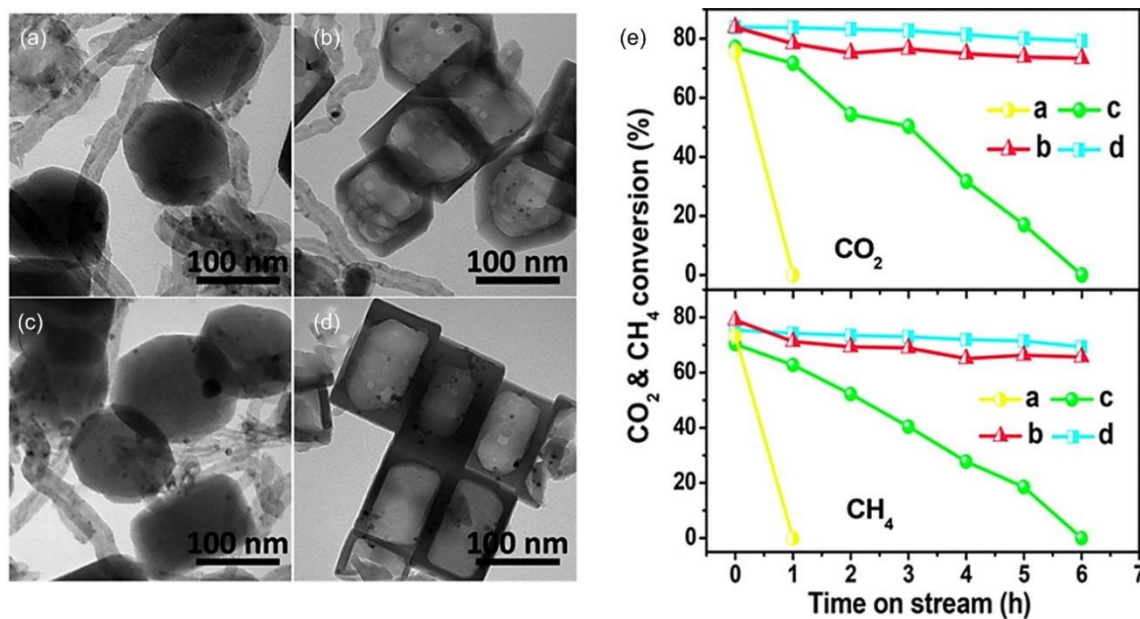 (a)
100 nm
(b)
100 nm
(c)
100 nm
(d)
100 nm
(e)
CO₂ & CH₄ conversion (%)
80
60
40
20
0
a c
b d
CO₂
80
60
40
20
0
a c
b d
CH₄
0 1 2 3 4 5 6 7
Time on stream (h)